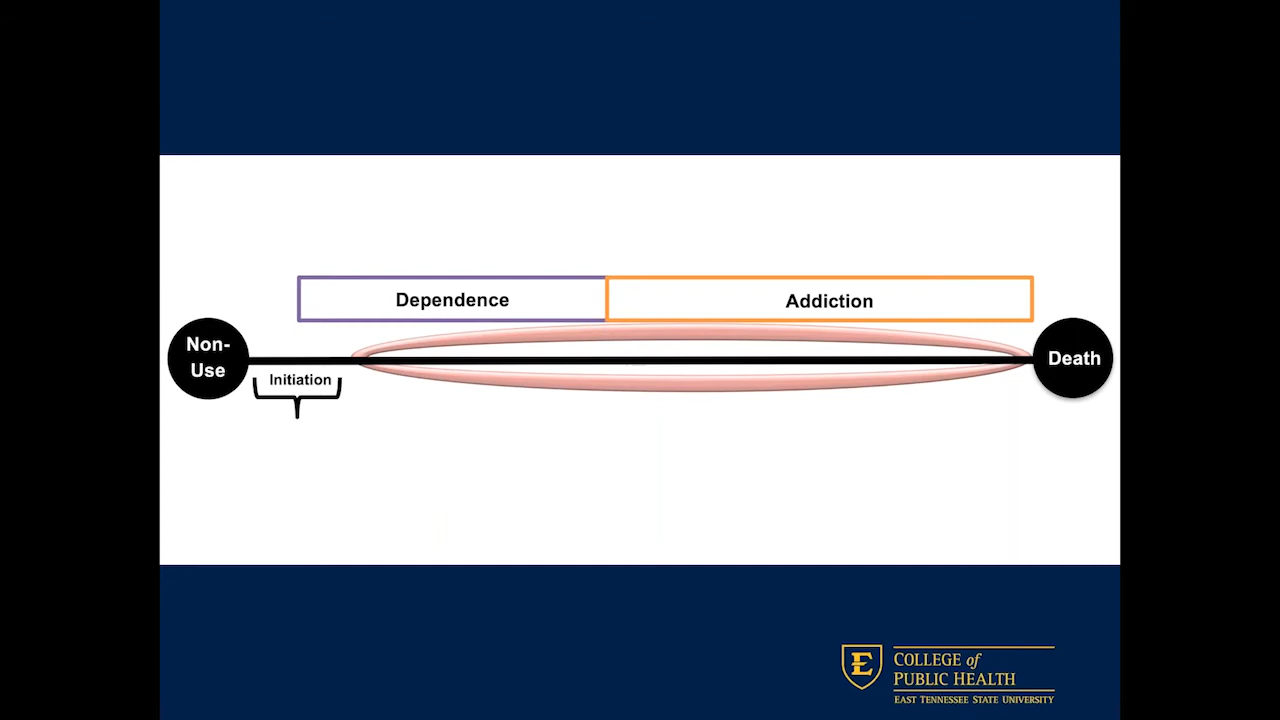 Dependence
Addiction
Non-
Use
Death
Initiation
E
COLLEGE of
PUBLIC HEALTH
EAST TENNESSEE STATE UNIVERSITY